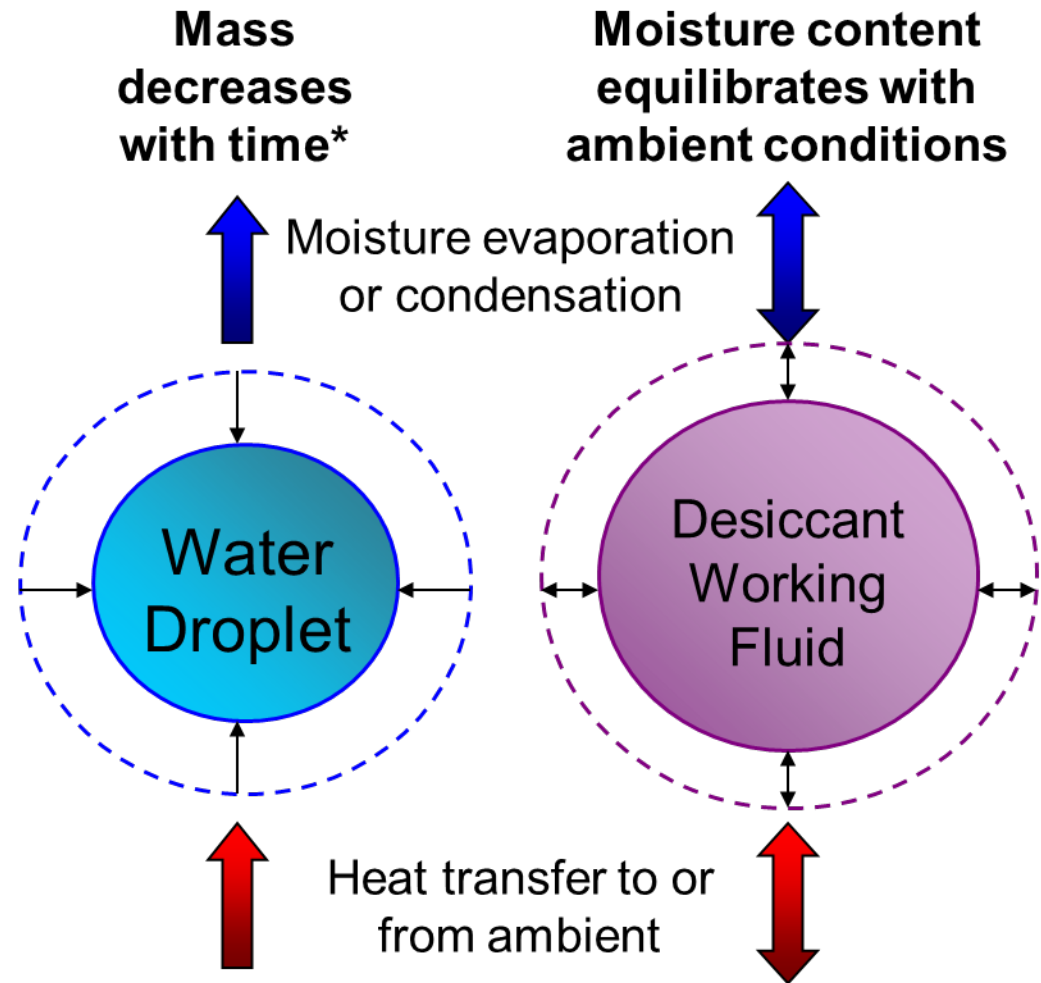 Mass
decreases
with time*
Moisture content
equilibrates with
ambient conditions
Moisture evaporation
or condensation
Water
Droplet
Desiccant
Working
Fluid
Heat transfer to or
from ambient